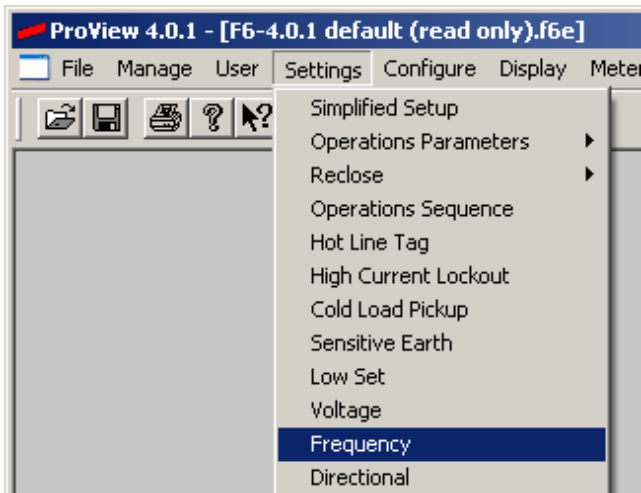 ProView 4.0.1 - [F6-4.0.1 default (read only).f6e]
File Manage User Settings Configure Display Meter
Simplified Setup
Operations Parameters
Reclose
Operations Sequence
Hot Line Tag
High Current Lockout
Cold Load Pickup
Sensitive Earth
Low Set
Voltage
Frequency
Directional